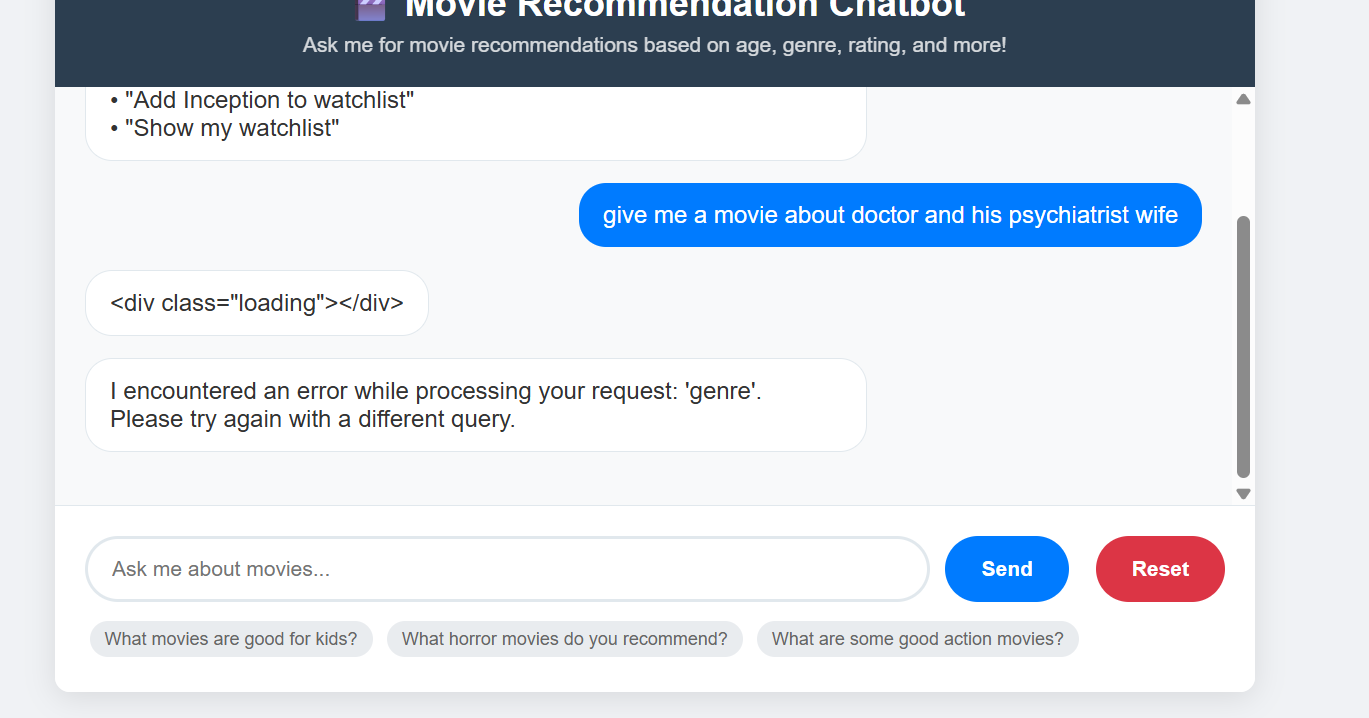 Movie Recommendation Chatbot
Ask me for movie recommendations based on age, genre, rating, and more!
• "Add Inception to watchlist"
• "Show my watchlist"
give me a movie about doctor and his psychiatrist wife
<div class="loading"></div>
I encountered an error while processing your request: 'genre'.
Please try again with a different query.
Ask me about movies...
Send
Reset
What movies are good for kids?
What horror movies do you recommend?
What are some good action movies?